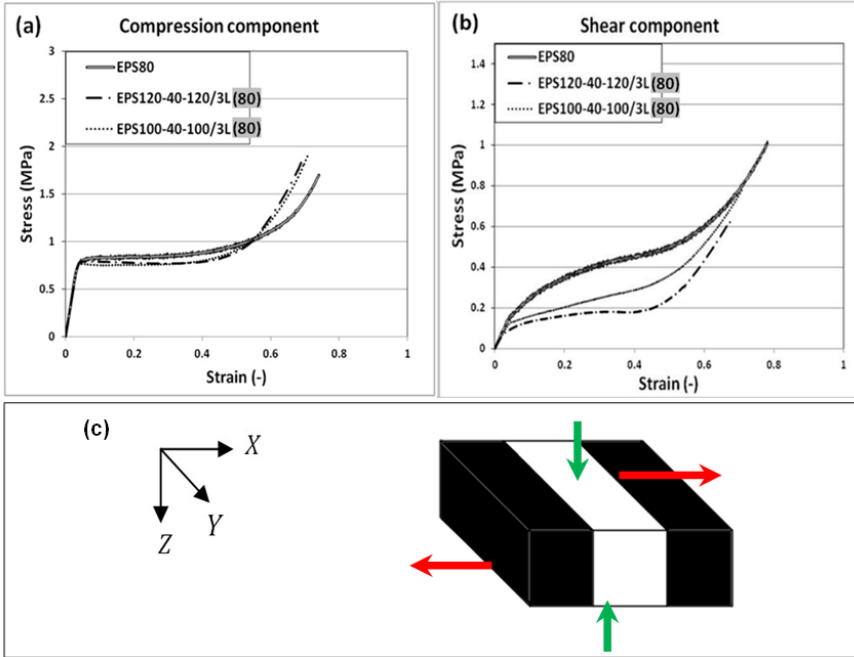 (a)
Compression component
3
2.5
2
1.5
1
0.5
0
Stress (MPa)
EPS80
EPS120-40-120/3L (80)
EPS100-40-100/3L (80)
0
0.2
0.4
0.6
0.8
1
Strain (-)
(b)
Shear component
1.4
1.2
1
0.8
0.6
0.4
0.2
0
Stress (MPa)
EPS80
EPS120-40-120/3L (80)
EPS100-40-100/3L (80)
0
0.2
0.4
0.6
0.8
1
Strain (-)
(c)
X
Y
Z